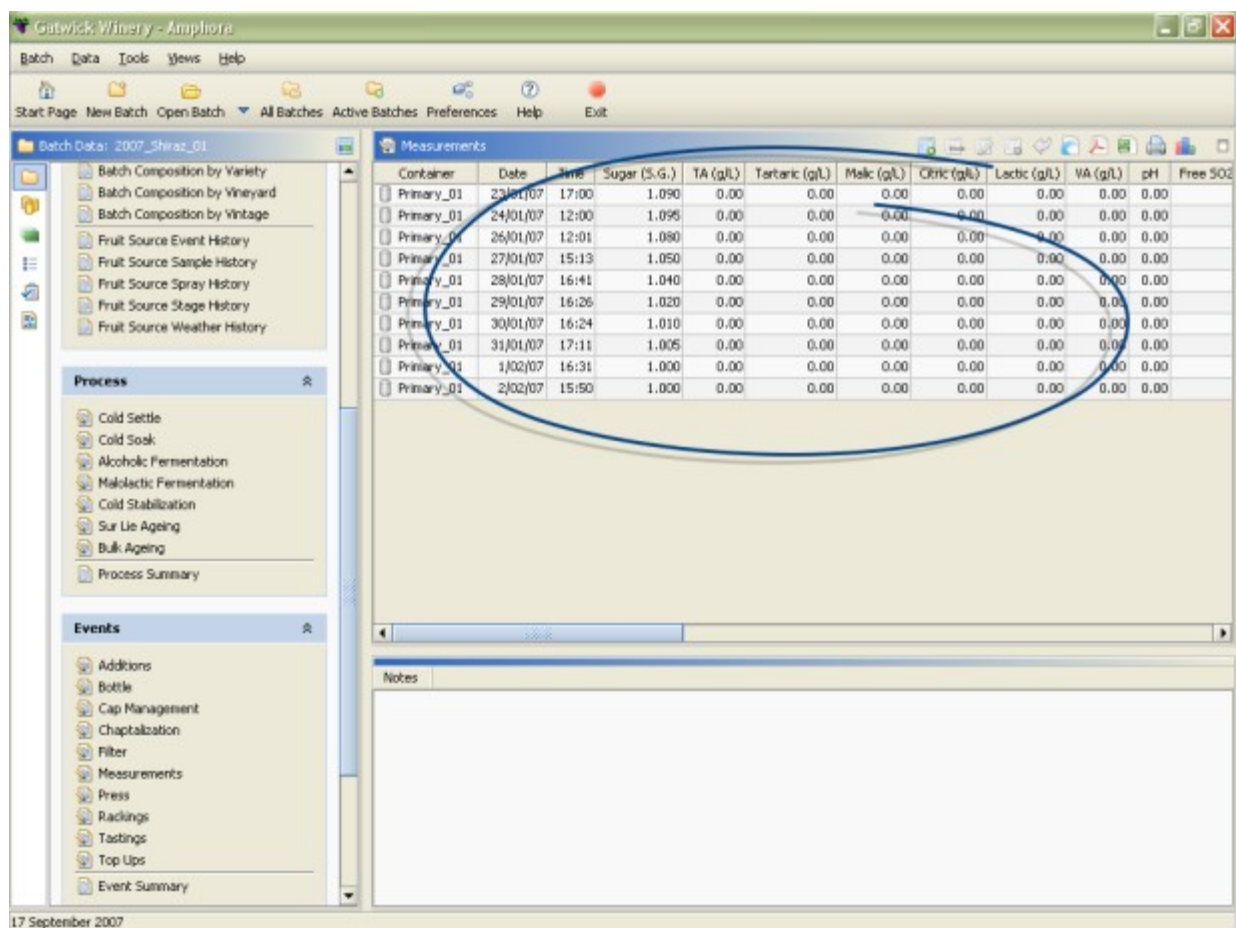 Gatwick Winery - Amphora
Batch Data Tools Views Help
Start Page New Batch Open Batch All Batches Active Batches Preferences Help Exit
Batch Data: 2007_Shiraz_01
Batch Composition by Variety
Batch Composition by Vineyard
Batch Composition by Vintage
Fruit Source Event History
Fruit Source Sample History
Fruit Source Spray History
Fruit Source Stage History
Fruit Source Weather History
Process
Cold Settle
Cold Soak
Alcoholic Fermentation
Malolactic Fermentation
Cold Stabilization
Sur Lie Ageing
Bulk Ageing
Process Summary
Events
Additions
Bottle
Cap Management
Chaptalization
Filter
Measurements
Press
Rackings
Tastings
Top Ups
Event Summary
Measurements
Container Date Time Sugar (S.G.) TA (g/L) Tartaric (g/L) Malic (g/L) Citric (g/L) Lactic (g/L) VA (g/L) pH Free SO2
Primary_01 23/01/07 17:00 1.090 0.00 0.00 0.00 0.00 0.00 0.00 0.00
Primary_01 24/01/07 12:00 1.095 0.00 0.00 0.00 0.00 0.00 0.00 0.00
Primary_01 26/01/07 12:01 1.080 0.00 0.00 0.00 0.00 0.00 0.00 0.00
Primary_01 27/01/07 15:13 1.050 0.00 0.00 0.00 0.00 0.00 0.00 0.00
Primary_01 28/01/07 16:41 1.040 0.00 0.00 0.00 0.00 0.00 0.00 0.00
Primary_01 29/01/07 16:26 1.020 0.00 0.00 0.00 0.00 0.00 0.00 0.00
Primary_01 30/01/07 16:24 1.010 0.00 0.00 0.00 0.00 0.00 0.00 0.00
Primary_01 31/01/07 17:11 1.005 0.00 0.00 0.00 0.00 0.00 0.00 0.00
Primary_01 1/02/07 16:31 1.000 0.00 0.00 0.00 0.00 0.00 0.00 0.00
Primary_01 2/02/07 15:50 1.000 0.00 0.00 0.00 0.00 0.00 0.00 0.00
Notes
17 September 2007